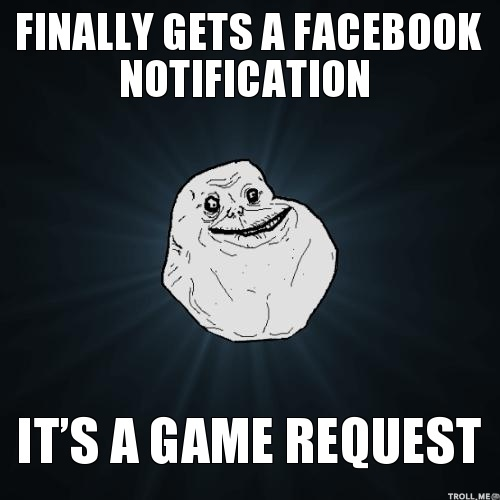 FINALLY GETS A FACEBOOK
NOTIFICATION
IT’S A GAME REQUEST
TROLL.ME